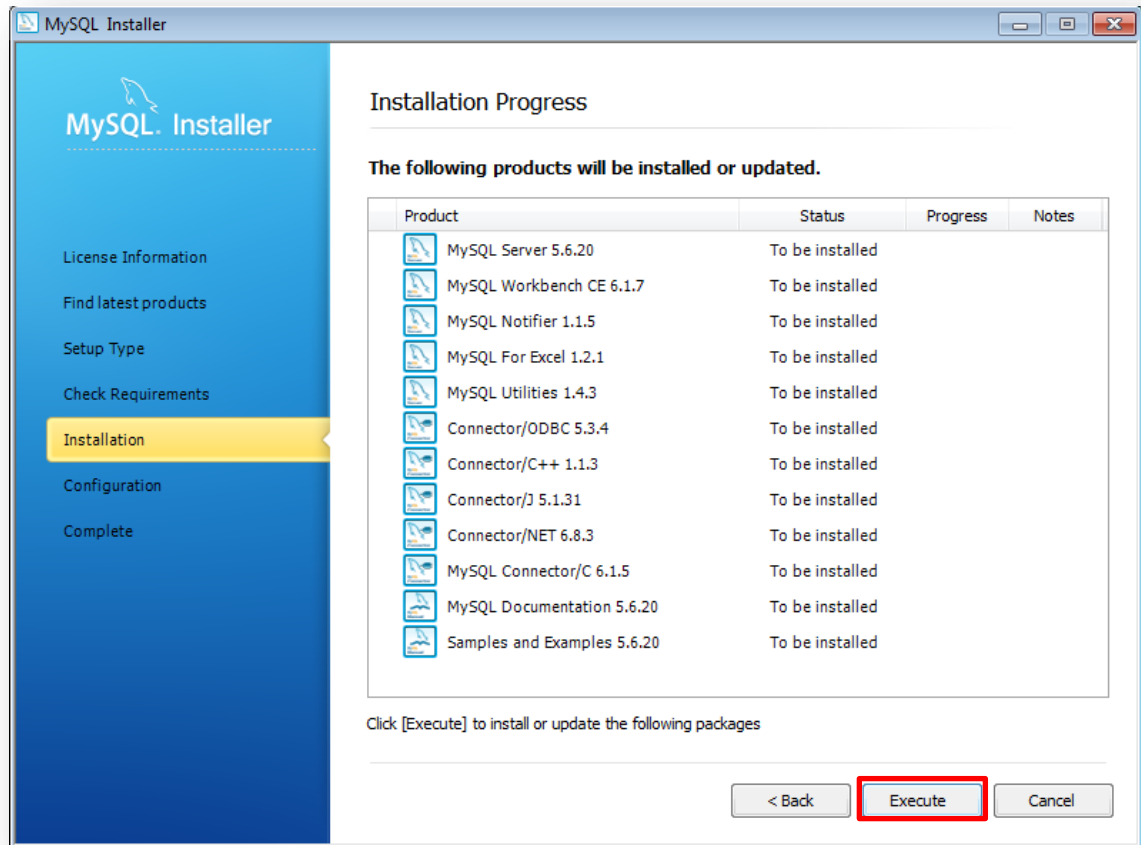 MySQL Installer
MySQL. Installer
License Information
Find latest products
Setup Type
Check Requirements
Installation
Configuration
Complete
Installation Progress
The following products will be installed or updated.
Product Status Progress Notes
MySQL Server 5.6.20 To be installed
MySQL Workbench CE 6.1.7 To be installed
MySQL Notifier 1.1.5 To be installed
MySQL For Excel 1.2.1 To be installed
MySQL Utilities 1.4.3 To be installed
Connector/ODBC 5.3.4 To be installed
Connector/C++ 1.1.3 To be installed
Connector/J 5.1.31 To be installed
Connector/NET 6.8.3 To be installed
MySQL Connector/C 6.1.5 To be installed
MySQL Documentation 5.6.20 To be installed
Samples and Examples 5.6.20 To be installed
Click [Execute] to install or update the following packages
< Back Execute Cancel